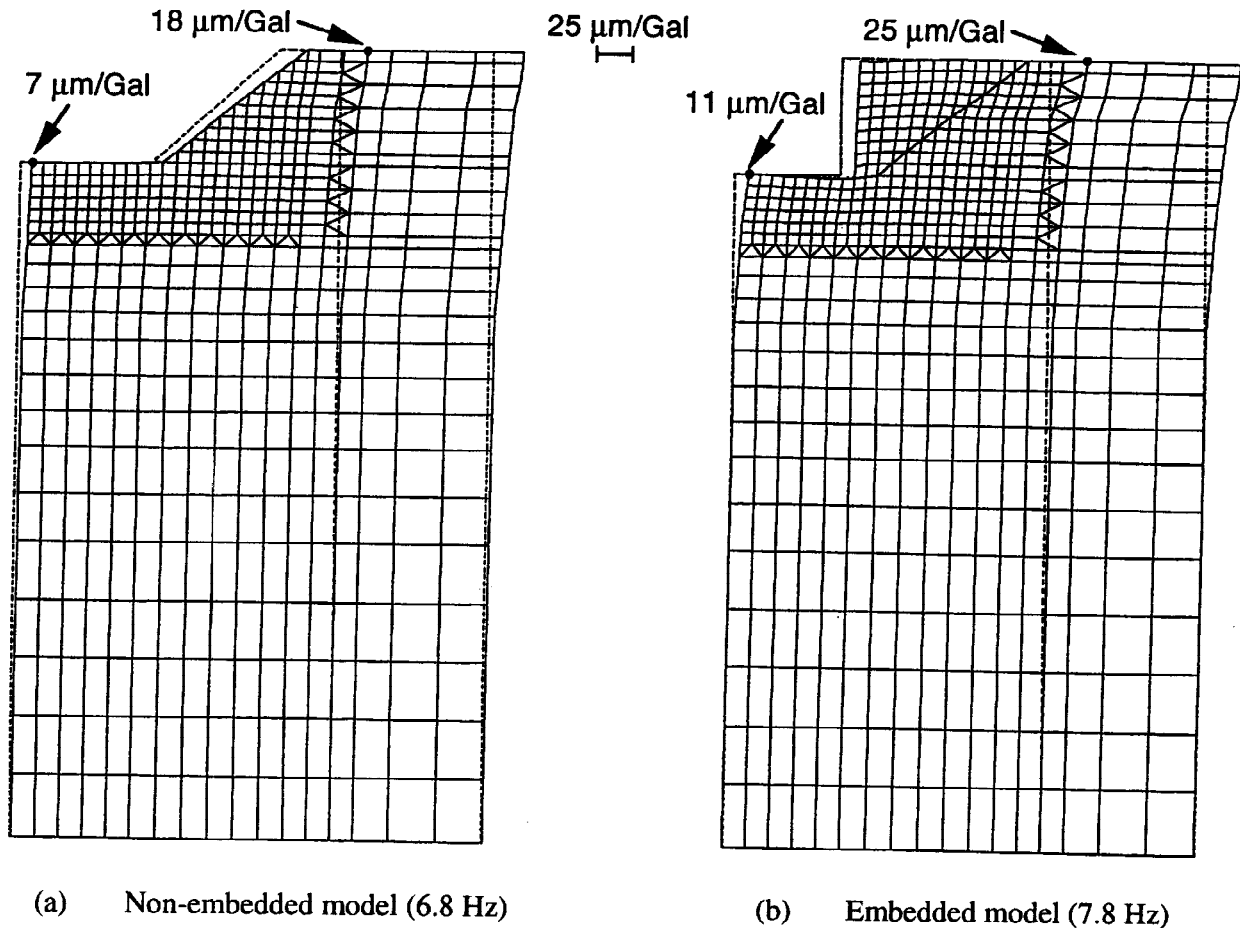 18 μm/Gal
25 μm/Gal
25 μm/Gal
7 μm/Gal
11 μm/Gal
(a) Non-embedded model (6.8 Hz)
(b) Embedded model (7.8 Hz)